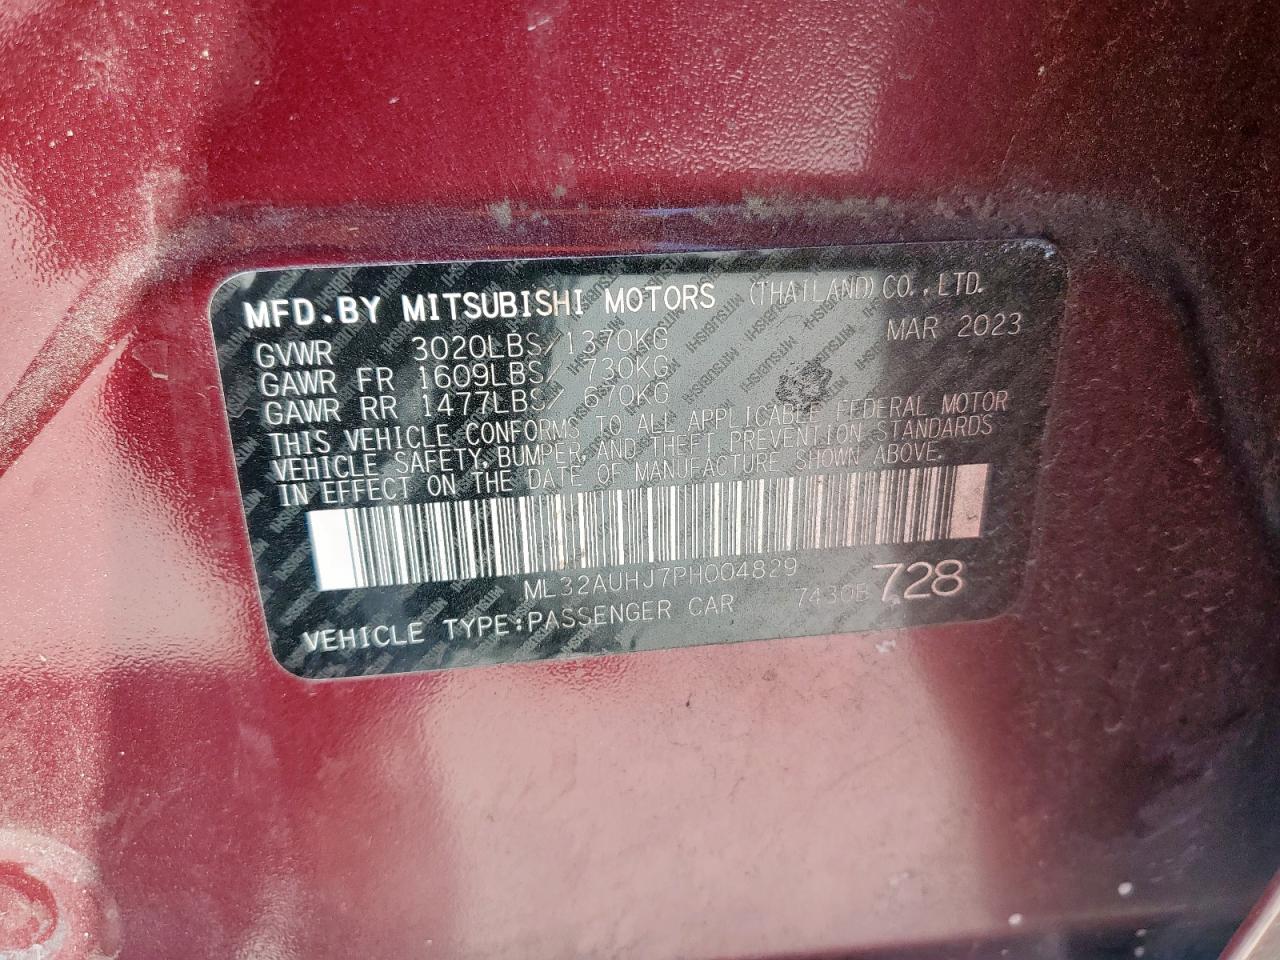 MFD.BY MITSUBISHI MOTORS (THAILAND)CO.,LTD.
MAR 2023
GVWR 3020LBS/1370KG
GAWR FR 1609LBS/ 730KG
GAWR RR 1477LBS/ 670KG
THIS VEHICLE CONFORMS TO ALL APPLICABLE FEDERAL MOTOR
VEHICLE SAFETY,BUMPER,AND THEFT PREVENTION STANDARDS
IN EFFECT ON THE DATE OF MANUFACTURE SHOWN ABOVE.
ML32AUHJ7PH004829
VEHICLE TYPE:PASSENGER CAR 7430B728